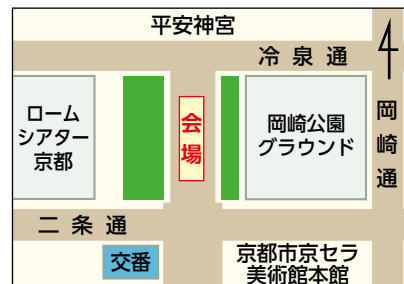 平安神宮
冷泉通
岡崎通
ローム
シアター
京都
会場
岡崎公園
グラウンド
二条通
交番
京都市京セラ
美術館本館